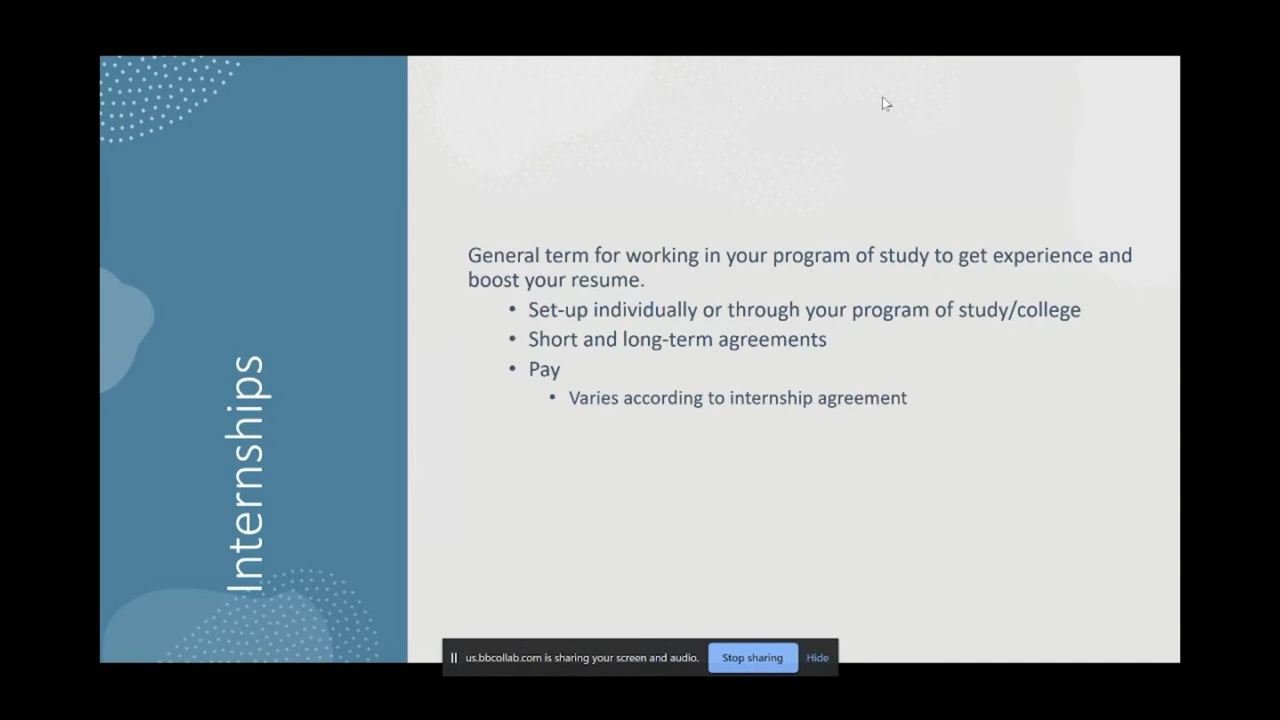 Internships
General term for working in your program of study to get experience and
boost your resume.
• Set-up individually or through your program of study/college
• Short and long-term agreements
• Pay
• Varies according to internship agreement
us.bbcollab.com is sharing your screen and audio. Stop sharing Hide